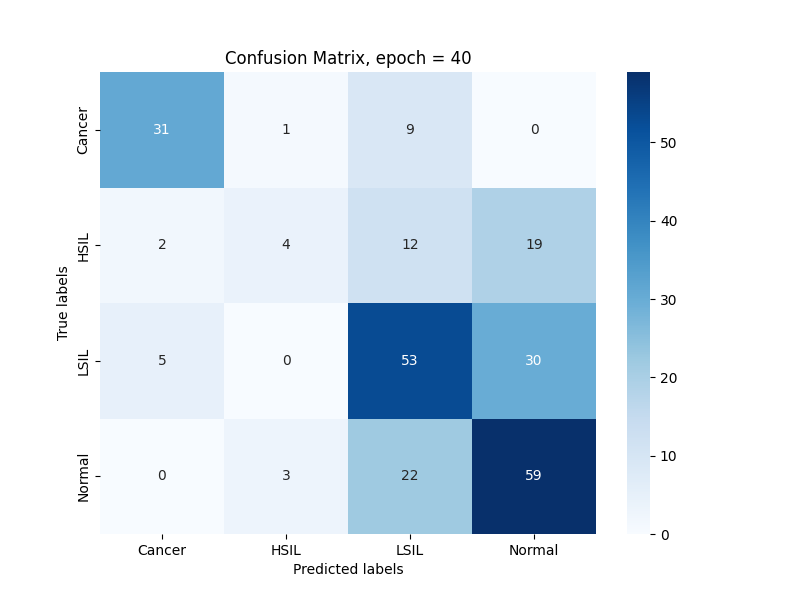 Confusion Matrix, epoch = 40
True labels
Cancer 31 1 9 0
HSIL 2 4 12 19
LSIL 5 0 53 30
Normal 0 3 22 59
Cancer HSIL LSIL Normal
Predicted labels
50
40
30
20
10
0